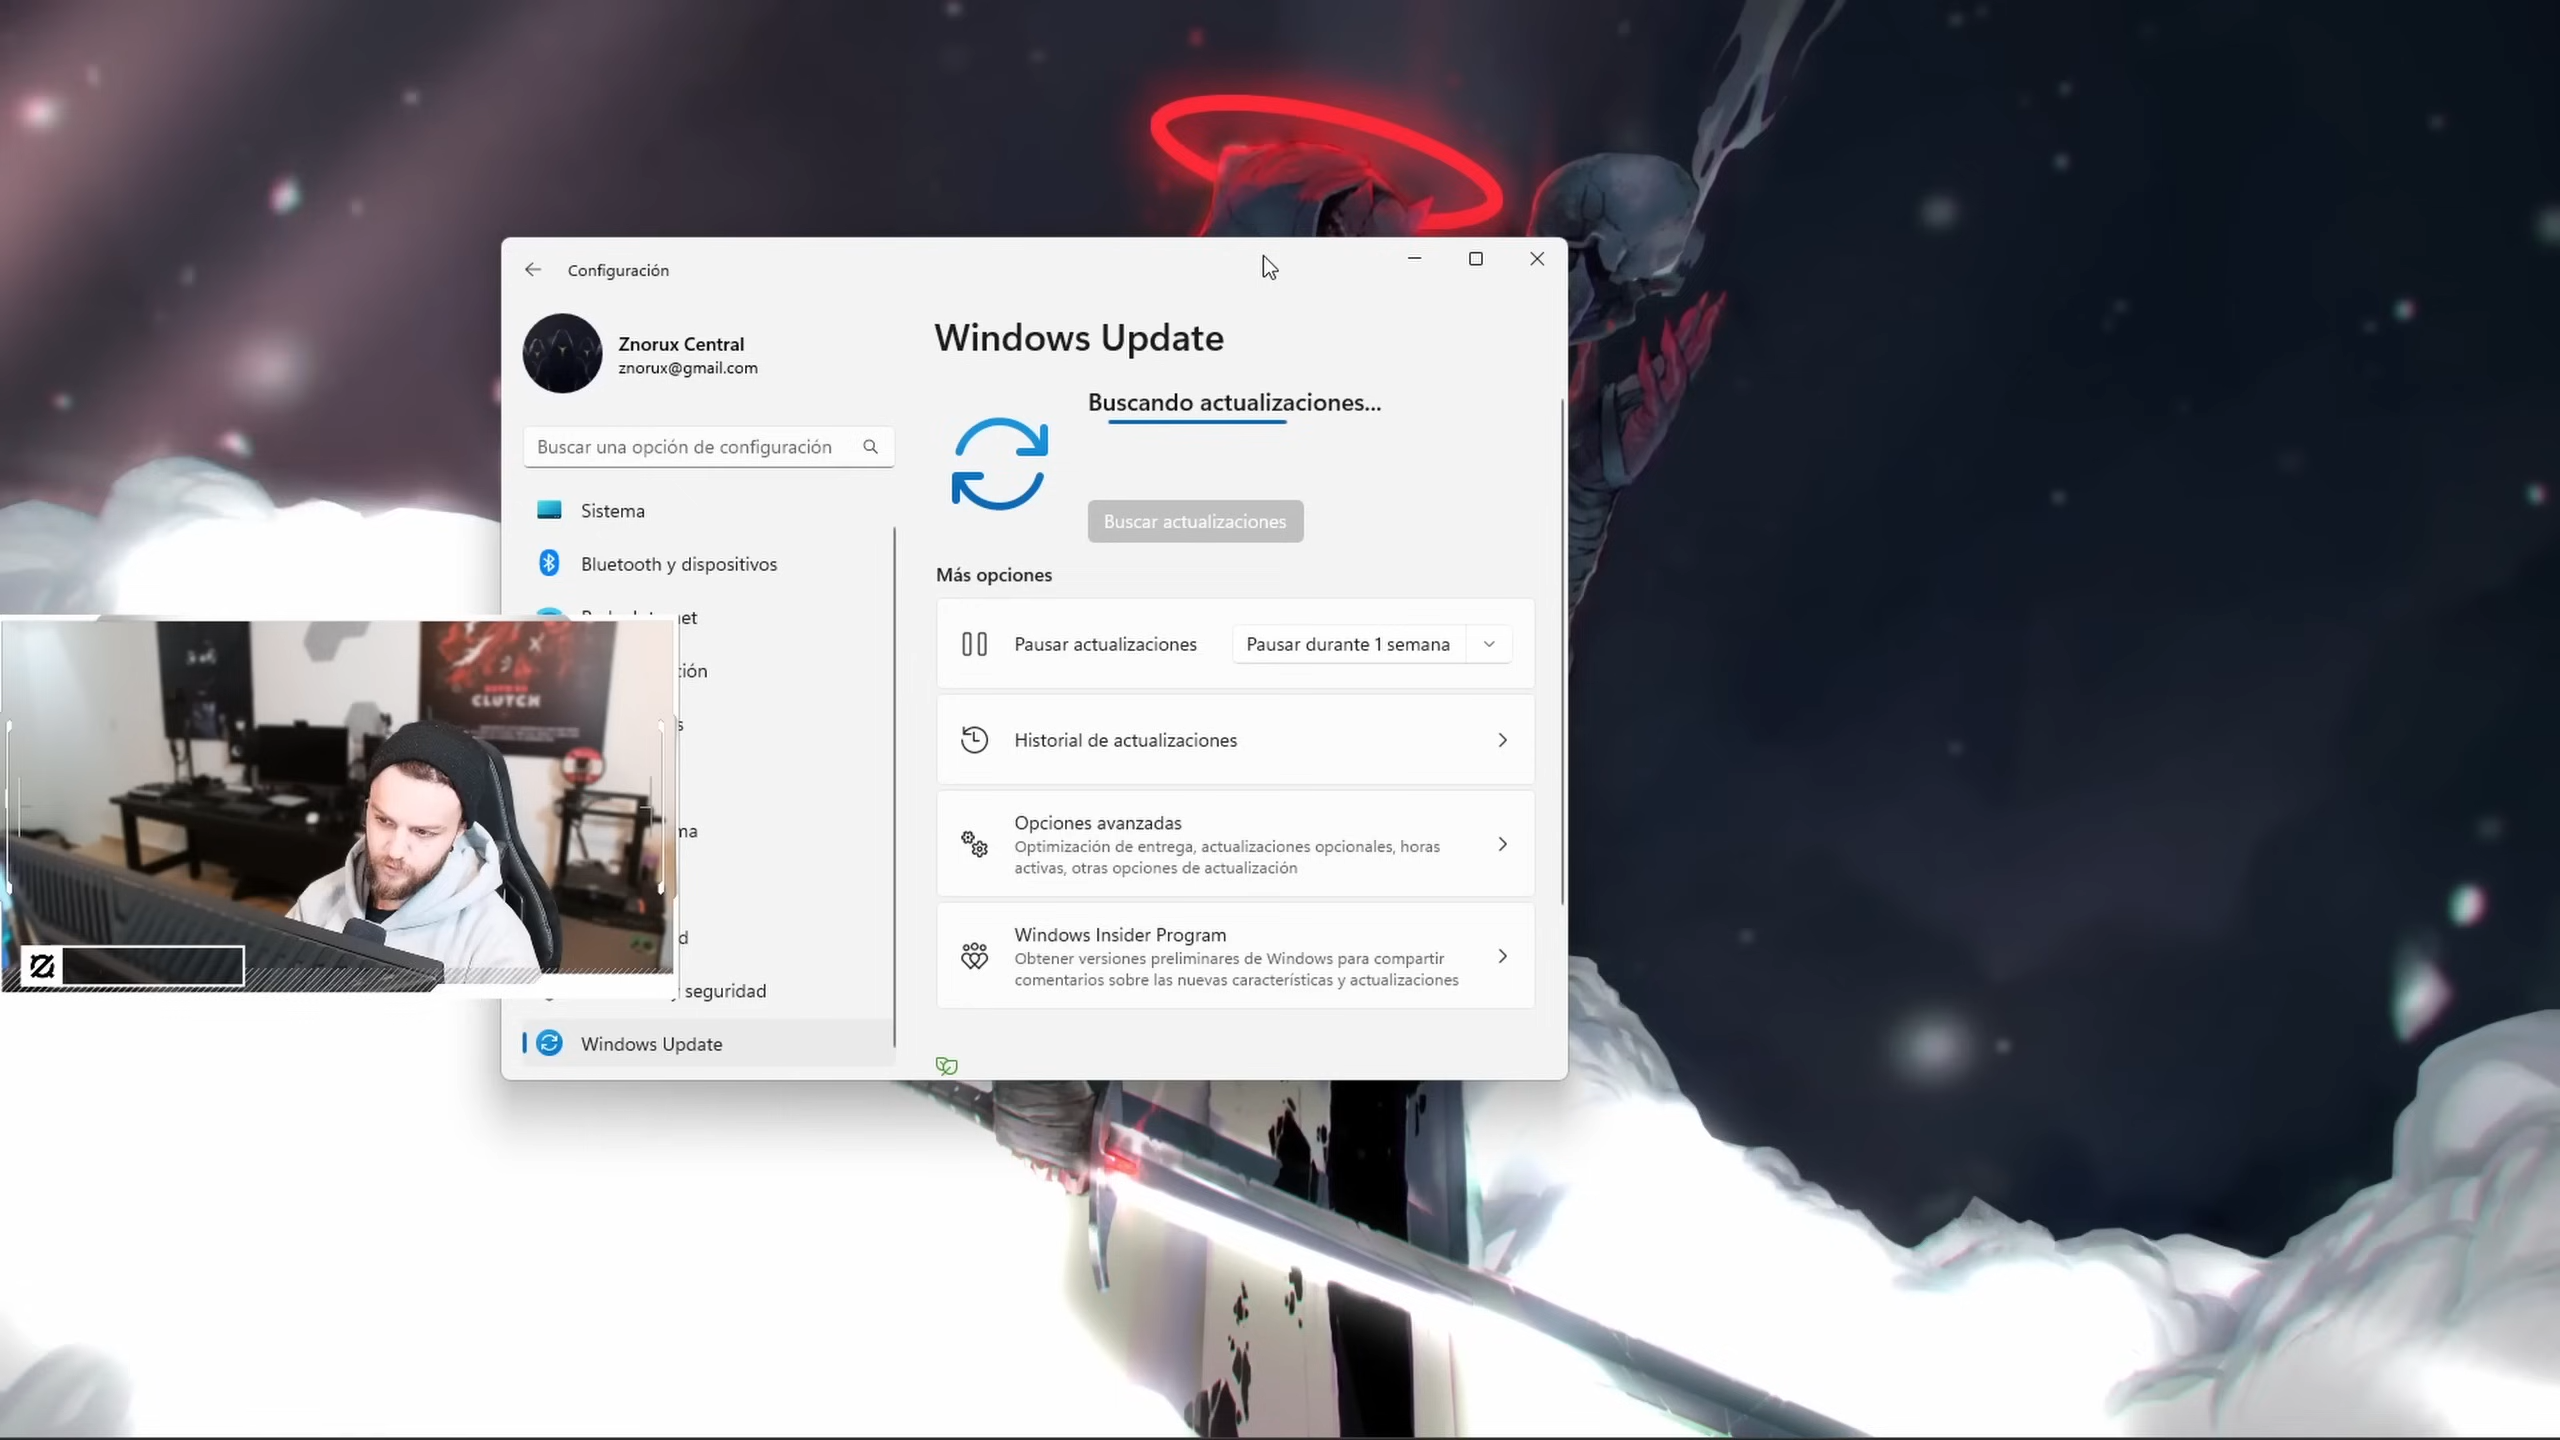 Configuración
Znorux Central
znorux@gmail.com
Buscar una opción de configuración
Sistema
Bluetooth y dispositivos
seguridad
Windows Update
Windows Update
Buscando actualizaciones...
Buscar actualizaciones
Más opciones
Pausar actualizaciones
Pausar durante 1 semana
Historial de actualizaciones
Opciones avanzadas
Optimización de entrega, actualizaciones opcionales, horas
activas, otras opciones de actualización
Windows Insider Program
Obtener versiones preliminares de Windows para compartir
comentarios sobre las nuevas características y actualizaciones
CLUTCH